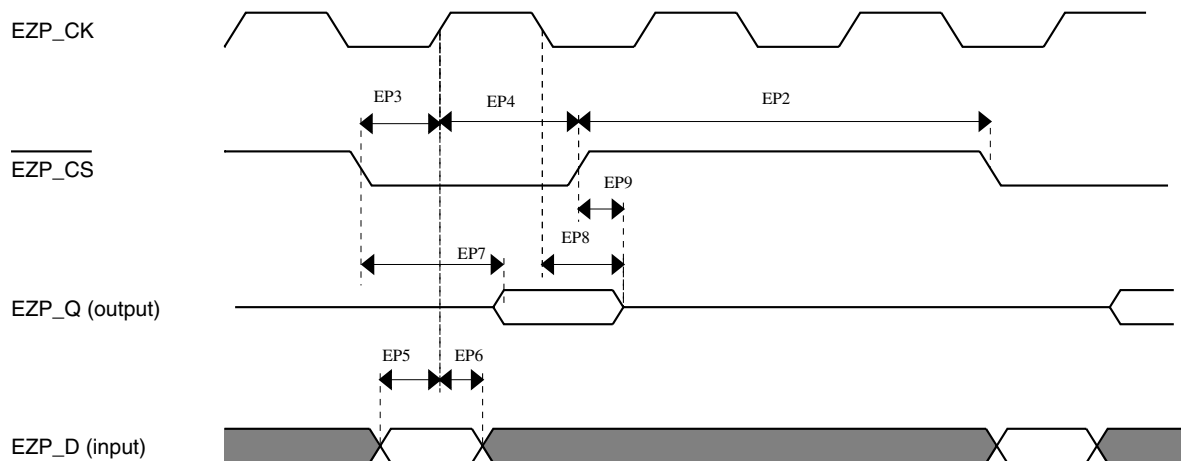 EZP_CK
EP3
EP4
EP2
EZP_CS
EP9
EP8
EP7
EZP_Q (output)
EP5
EP6
EZP_D (input)